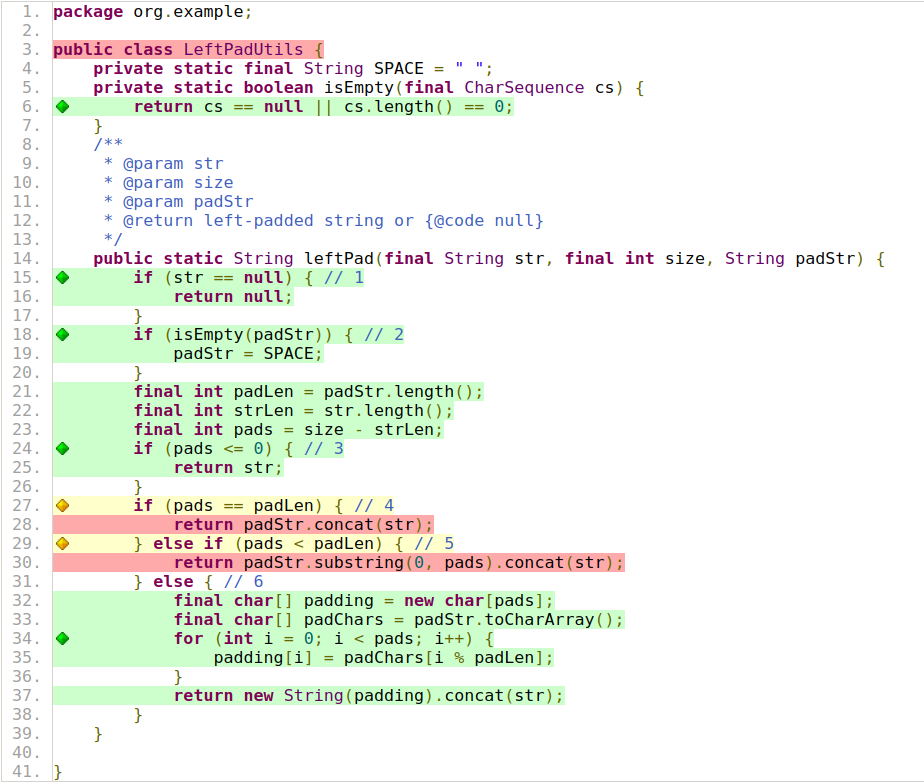 1. package org.example;
2.
3. public class LeftPadUtils {
4.     private static final String SPACE = " ";
5.     private static boolean isEmpty(final CharSequence cs) {
6.         return cs == null || cs.length() == 0;
7.     }
8.     /**
9.      * @param str
10.      * @param size
11.      * @param padStr
12.      * @return left-padded string or {@code null}
13.      */
14.     public static String leftPad(final String str, final int size, String padStr) {
15.         if (str == null) { // 1
16.             return null;
17.         }
18.         if (isEmpty(padStr)) { // 2
19.             padStr = SPACE;
20.         }
21.         final int padLen = padStr.length();
22.         final int strLen = str.length();
23.         final int pads = size - strLen;
24.         if (pads <= 0) { // 3
25.             return str;
26.         }
27.         if (pads == padLen) { // 4
28.             return padStr.concat(str);
29.         } else if (pads < padLen) { // 5
30.             return padStr.substring(0, pads).concat(str);
31.         } else { // 6
32.             final char[] padding = new char[pads];
33.             final char[] padChars = padStr.toCharArray();
34.             for (int i = 0; i < pads; i++) {
35.                 padding[i] = padChars[i % padLen];
36.             }
37.             return new String(padding).concat(str);
38.         }
39.     }
40.
41. }